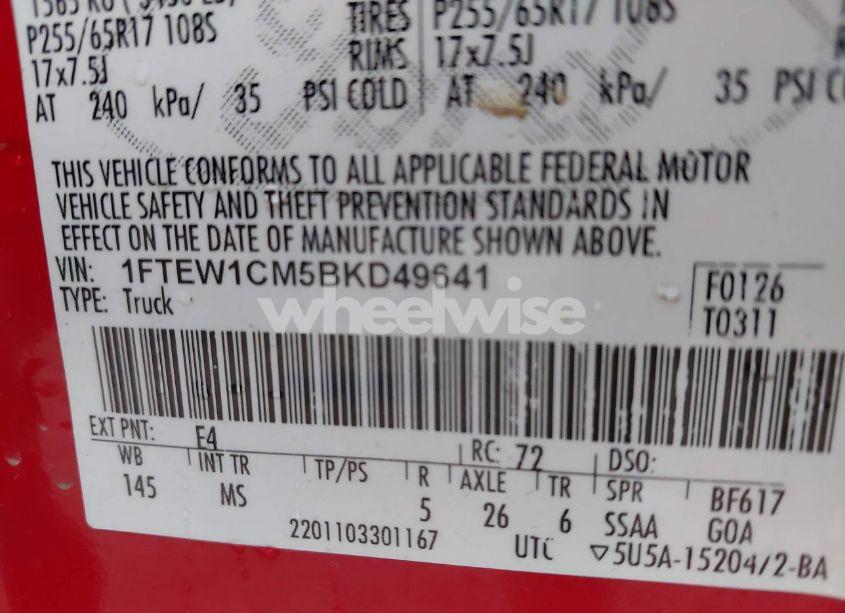 P255/65R17 108S TIRES P255/65R17 108S
17x7.5J RIMS 17x7.5J
AT 240 kPa/ 35 PSI COLD AT 240 kPa/ 35 PSI
THIS VEHICLE CONFORMS TO ALL APPLICABLE FEDERAL MOTOR
VEHICLE SAFETY AND THEFT PREVENTION STANDARDS IN
EFFECT ON THE DATE OF MANUFACTURE SHOWN ABOVE.
VIN: 1FTEW1CM5BKD49641 F0126
TYPE: Truck T0311
wheelwise
EXT PNT: E4 RC: 72 DSO:
WB INT TR TP/PS R AXLE TR SPR BF617
145 MS 5 26 6 SSAA GOA
2201103301167 UTC ▽5U5A-15204/2-BA